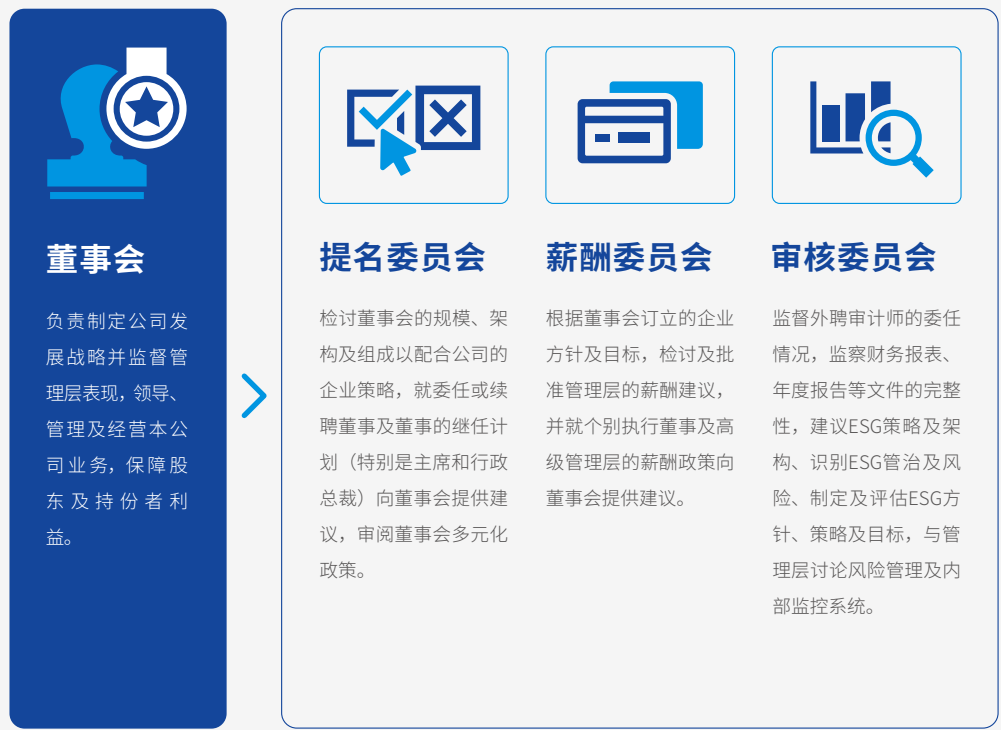 董事会
负责制定公司发
展战略并监督管
理层表现，领导、
管理及经营本公
司业务，保障股
东及持份者利
益。
提名委员会
检讨董事会的规模、架
构及组成以配合公司的
企业策略，就委任或续
聘董事及董事的继任计
划（特别是主席和行政
总裁）向董事会提供建
议，审阅董事会多元化
政策。
薪酬委员会
根据董事会订立的企业
方针及目标，检讨及批
准管理层的薪酬建议，
并就个别执行董事及高
级管理层的薪酬政策向
董事会提供建议。
审核委员会
监督外聘审计师的委任
情况，监察财务报表、
年度报告等文件的完整
性，建议ESG策略及架
构、识别ESG管治及风
险、制定及评估ESG方
针、策略及目标，与管
理层讨论风险管理及内
部监控系统。